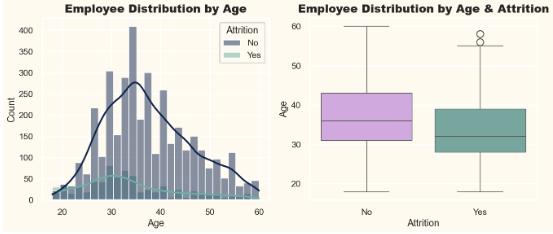 Employee Distribution by Age
Attrition
No
Yes
Count
400
350
300
250
200
150
100
50
0
20 30 40 50 60
Age
Employee Distribution by Age & Attrition
Age
60
50
40
30
20
No Yes
Attrition